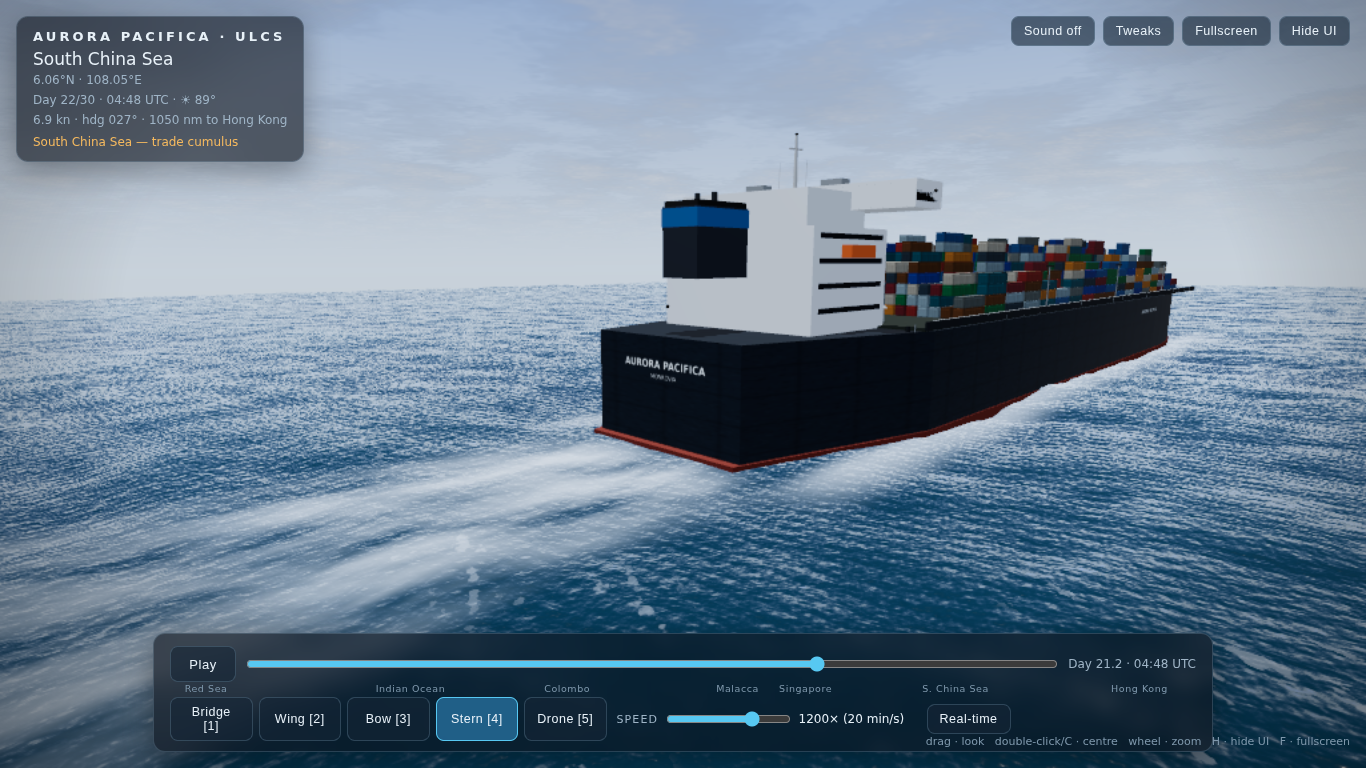 AURORA PACIFICA · ULCS
South China Sea
6.06°N · 108.05°E
Day 22/30 · 04:48 UTC · ☀ 89°
6.9 kn · hdg 027° · 1050 nm to Hong Kong
South China Sea — trade cumulus
Sound off
Tweaks
Fullscreen
Hide UI
AURORA PACIFICA
Play
Day 21.2 · 04:48 UTC
Red Sea
Indian Ocean
Colombo
Malacca
Singapore
S. China Sea
Hong Kong
Bridge
[1]
Wing [2]
Bow [3]
Stern [4]
Drone [5]
SPEED
1200× (20 min/s)
Real-time
drag · look double-click/C · centre wheel · zoom H · hide UI F · fullscreen